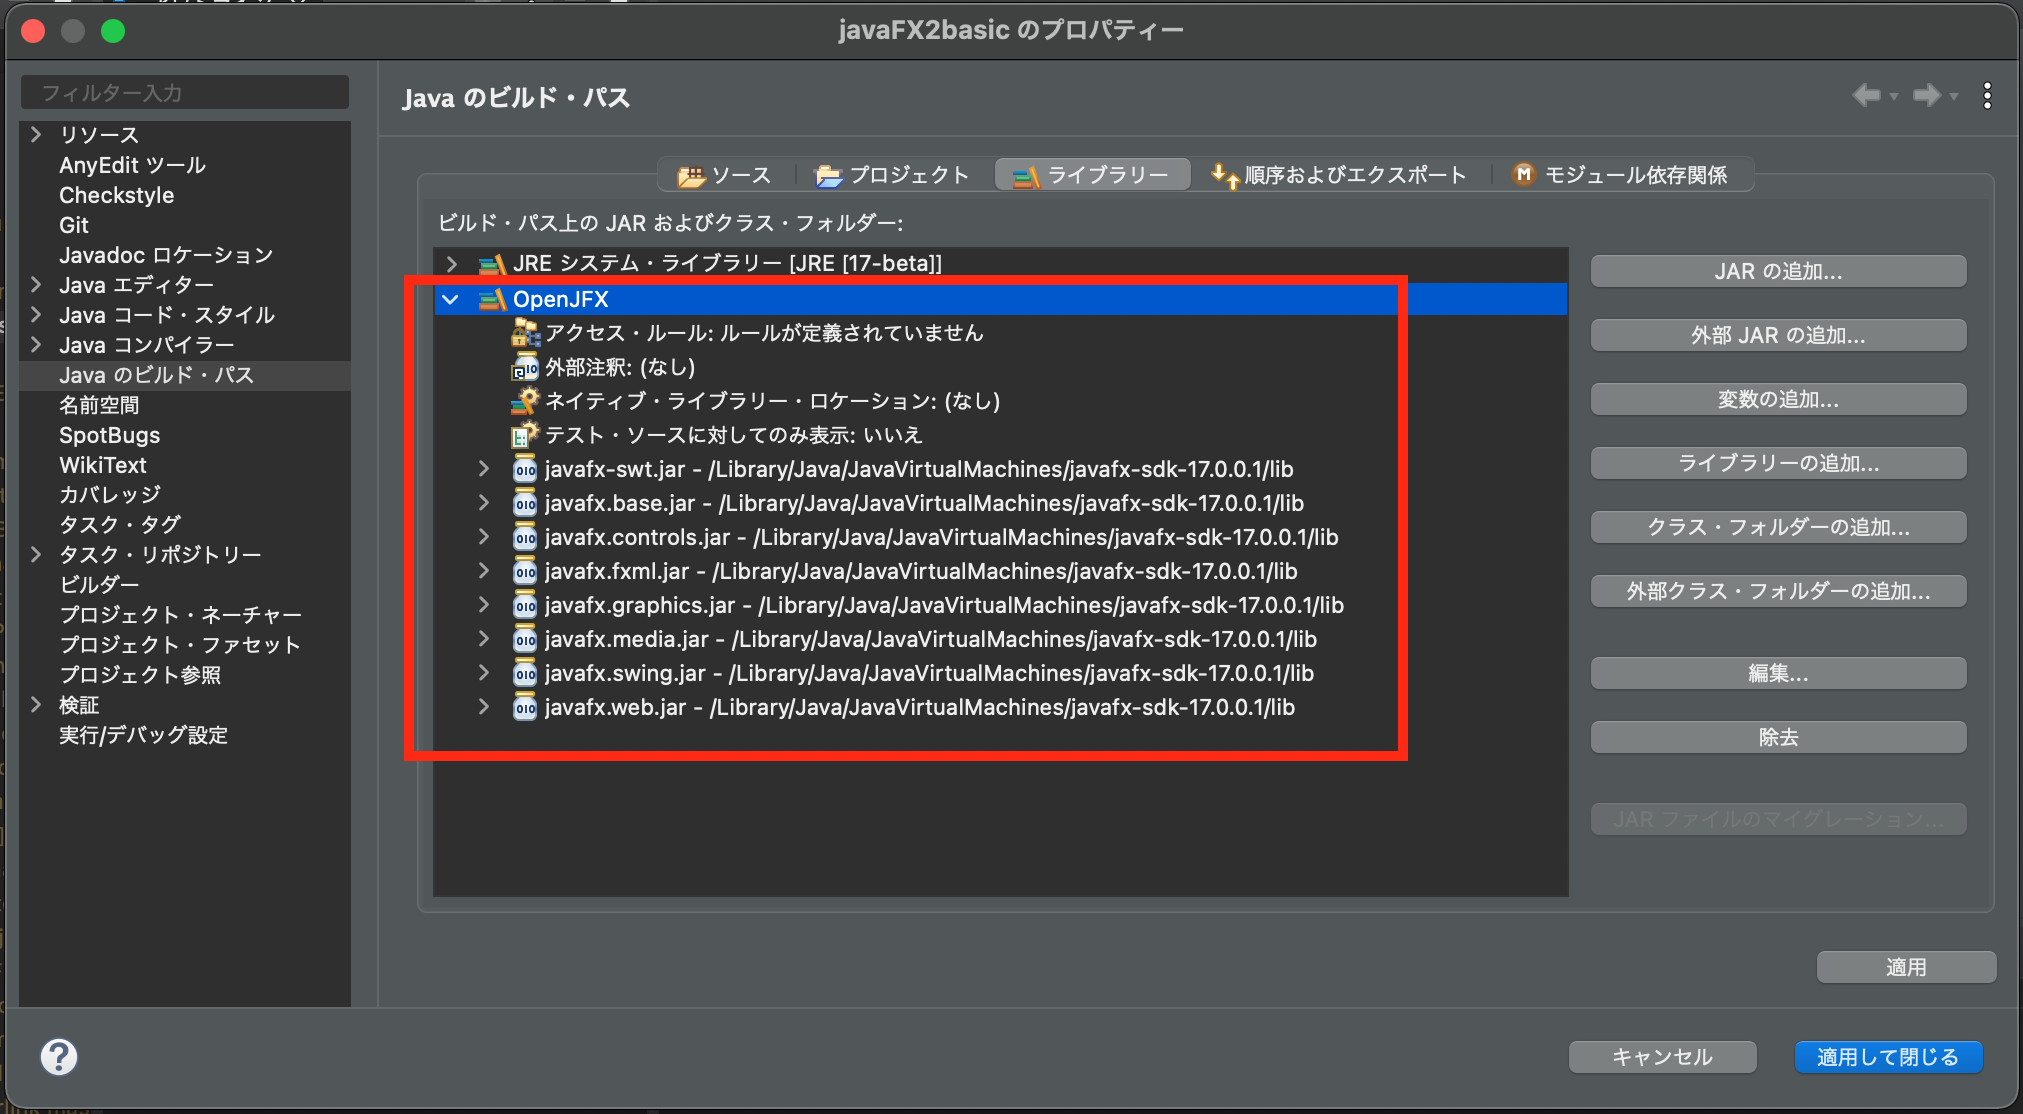 javaFX2basic のプロパティー
フィルター入力
リソース
AnyEdit ツール
Checkstyle
Git
Javadoc ロケーション
Java エディター
Java コード・スタイル
Java コンパイラー
Java のビルド・パス
名前空間
SpotBugs
WikiText
カバレッジ
タスク・タグ
タスク・リポジトリー
ビルダー
プロジェクト・ネーチャー
プロジェクト・ファセット
プロジェクト参照
検証
実行/デバッグ設定
Java のビルド・パス
ソース
プロジェクト
ライブラリー
順序およびエクスポート
モジュール依存関係
ビルド・パス上の JAR およびクラス・フォルダー:
JRE システム・ライブラリー [JRE [17-beta]]
OpenJFX
アクセス・ルール: ルールが定義されていません
外部注釈: (なし)
ネイティブ・ライブラリー・ロケーション: (なし)
テスト・ソースに対してのみ表示: いいえ
javafx-swt.jar - /Library/Java/JavaVirtualMachines/javafx-sdk-17.0.0.1/lib
javafx.base.jar - /Library/Java/JavaVirtualMachines/javafx-sdk-17.0.0.1/lib
javafx.controls.jar - /Library/Java/JavaVirtualMachines/javafx-sdk-17.0.0.1/lib
javafx.fxml.jar - /Library/Java/JavaVirtualMachines/javafx-sdk-17.0.0.1/lib
javafx.graphics.jar - /Library/Java/JavaVirtualMachines/javafx-sdk-17.0.0.1/lib
javafx.media.jar - /Library/Java/JavaVirtualMachines/javafx-sdk-17.0.0.1/lib
javafx.swing.jar - /Library/Java/JavaVirtualMachines/javafx-sdk-17.0.0.1/lib
javafx.web.jar - /Library/Java/JavaVirtualMachines/javafx-sdk-17.0.0.1/lib
JAR の追加...
外部 JAR の追加...
変数の追加...
ライブラリーの追加...
クラス・フォルダーの追加...
外部クラス・フォルダーの追加...
編集...
除去
JAR ファイルのマイグレーション...
適用
キャンセル
適用して閉じる